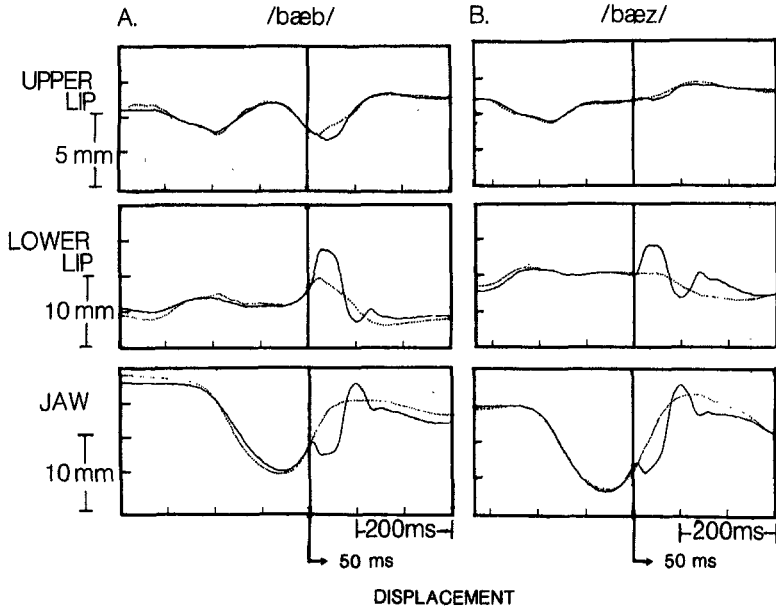 A. /bæb/ B. /bæz/
UPPER
LIP
5 mm
LOWER
LIP
10 mm
JAW
10 mm
200ms 200ms
50 ms 50 ms
DISPLACEMENT